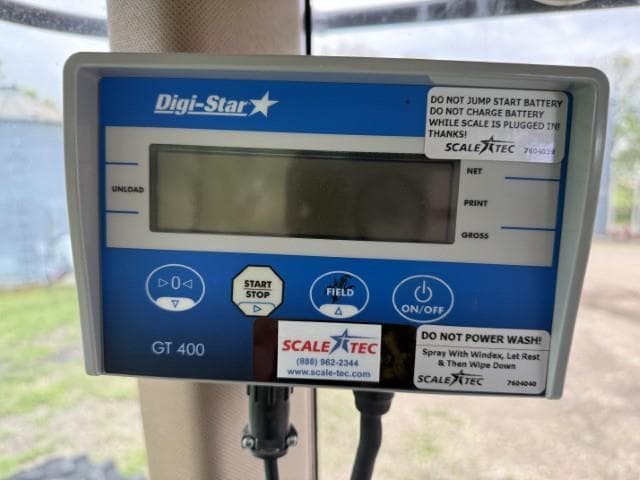 Digi-Star
DO NOT JUMP START BATTERY
DO NOT CHARGE BATTERY
WHILE SCALE IS PLUGGED IN!
THANKS!
SCALE TEC 7604039
UNLOAD
NET
PRINT
GROSS
0
START
STOP
FIELD
ON/OFF
GT 400
SCALE TEC
(888) 962-2344
www.scale-tec.com
DO NOT POWER WASH!
Spray With Windex, Let Rest
& Then Wipe Down
SCALE TEC 7604040